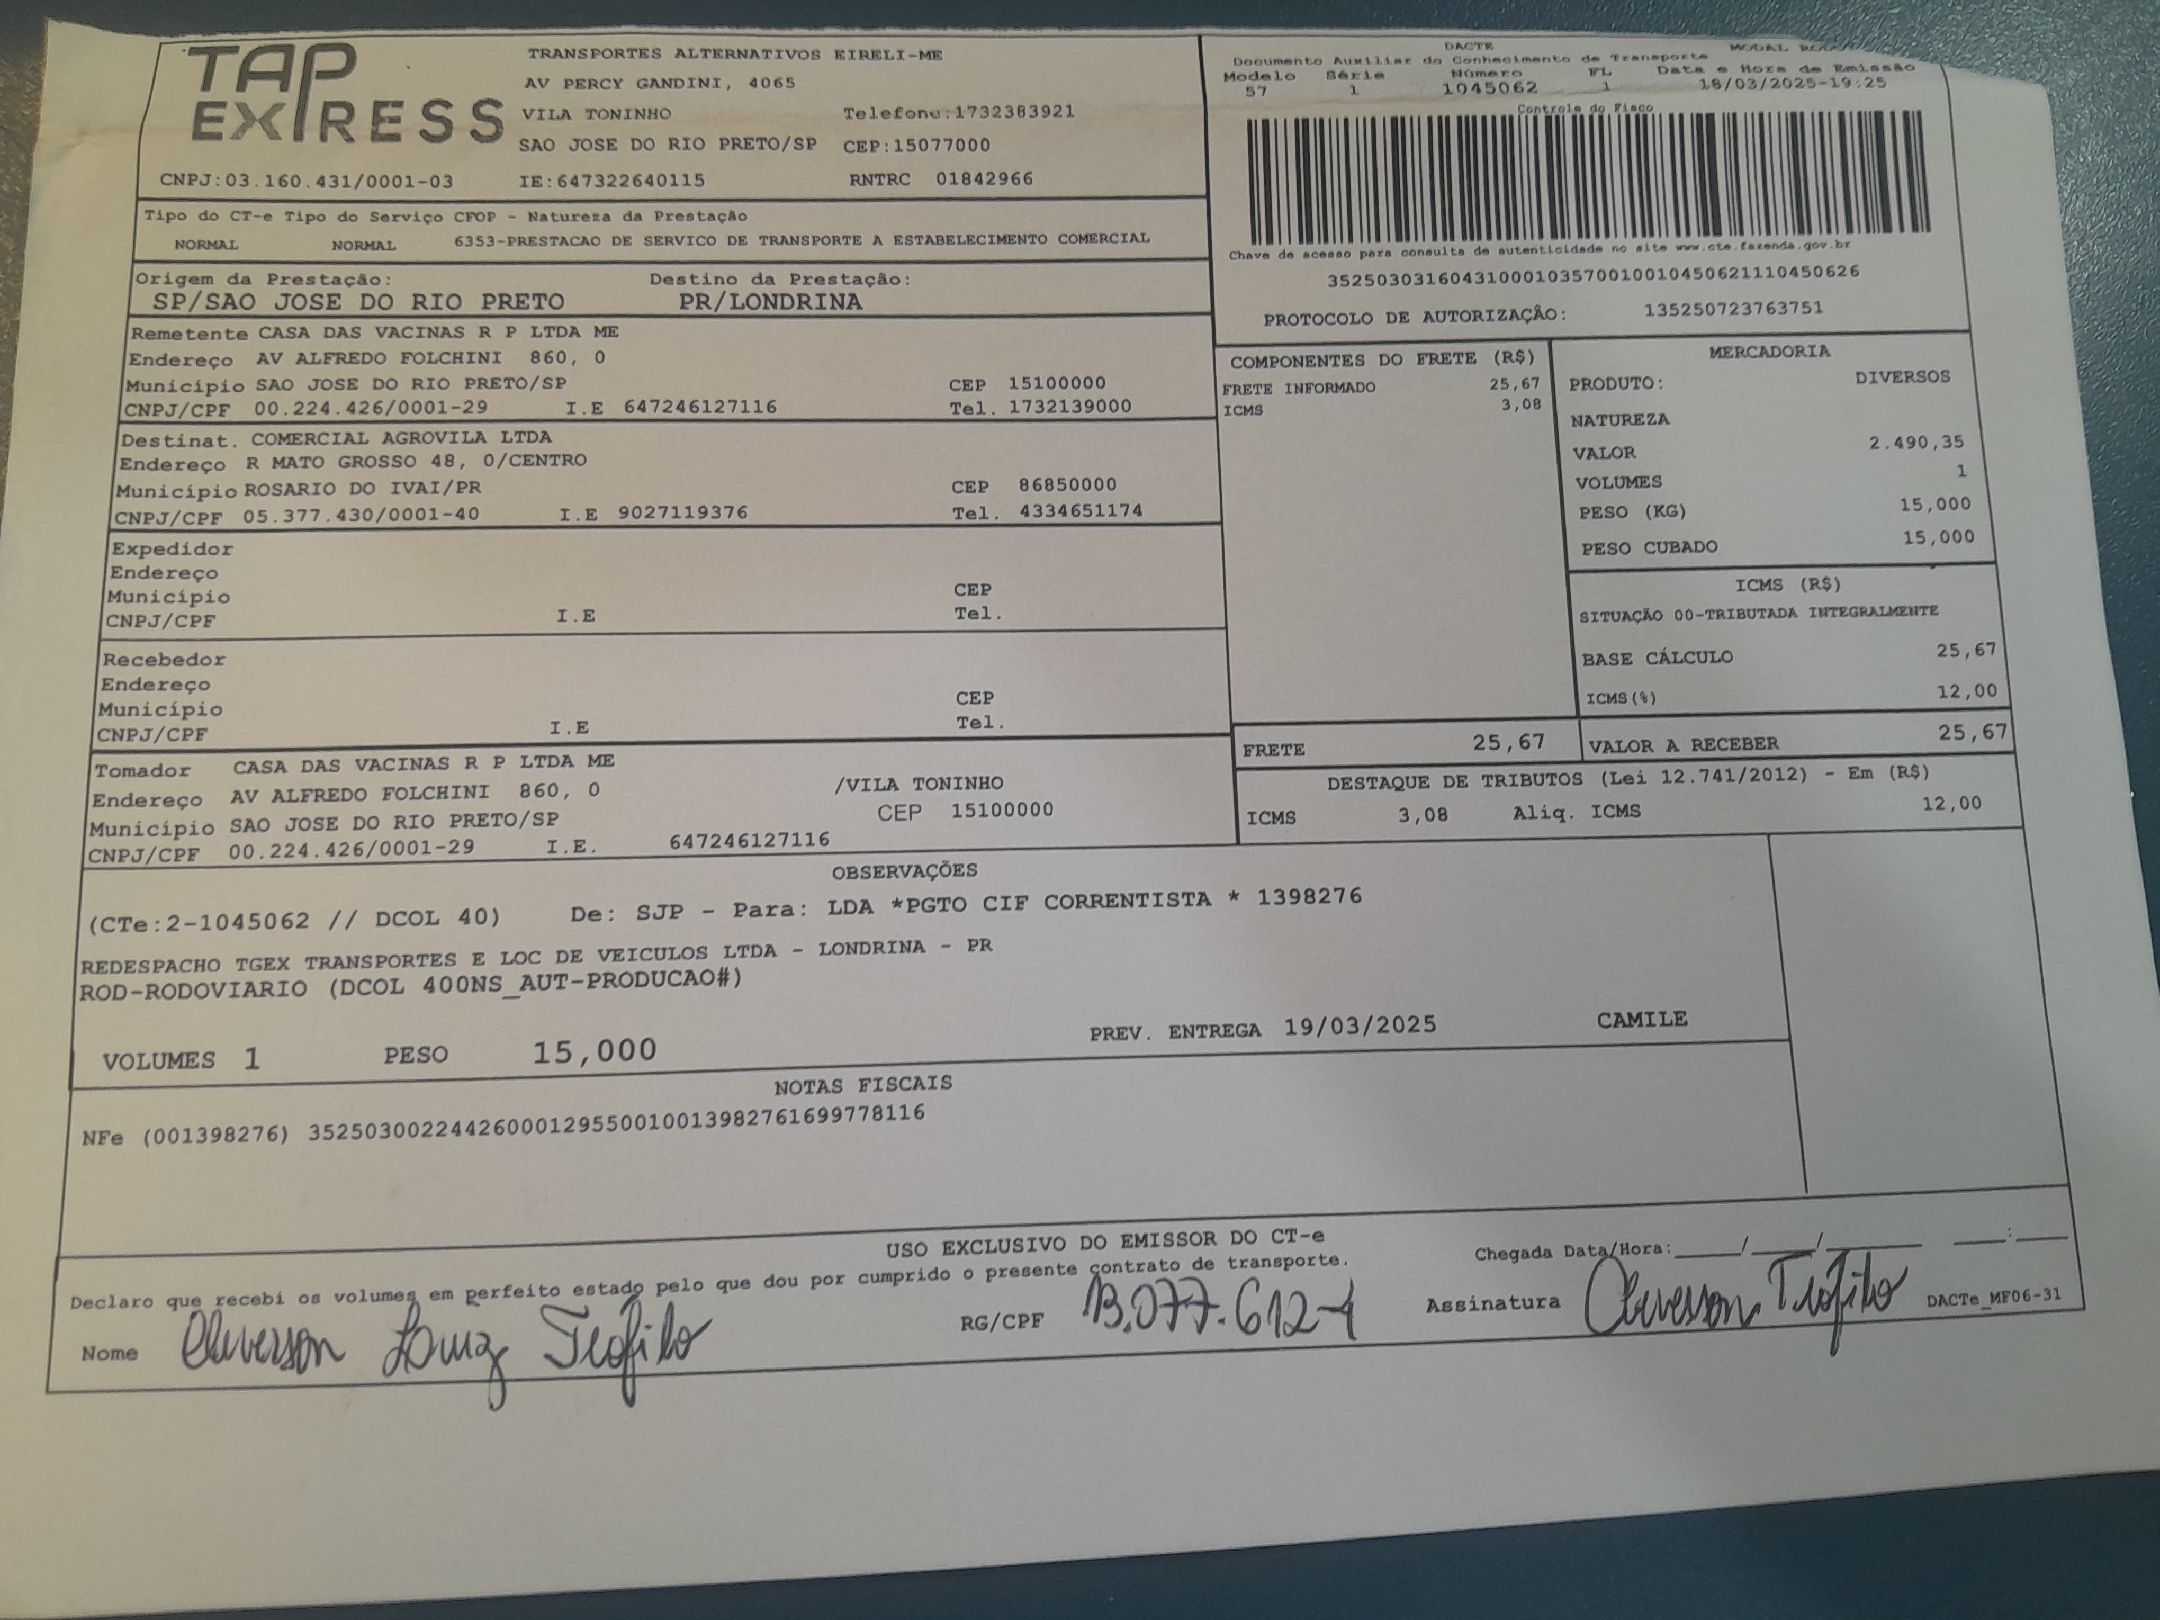 TAP EXPRESS
TRANSPORTES ALTERNATIVOS EIRELI-ME
AV PERCY GANDINI, 4065
VILA TONINHO Telefone:1732383921
SAO JOSE DO RIO PRETO/SP CEP:15077000
CNPJ:03.160.431/0001-03 IE:647322640115 RNTRC 01842966
DACTE MODAL
Documento Auxiliar do Conhecimento de Transporte
Modelo Série Número FL Data e Hora de Emissão
57 1 1045062 1 18/03/2025-19:25
Controle do Fisco
Chave de acesso para consulta de autenticidade no site www.cte.fazenda.gov.br
35250303160431000103570010010450621110450626
PROTOCOLO DE AUTORIZAÇÃO: 135250723763751
Tipo do CT-e Tipo do Serviço CFOP - Natureza da Prestação
NORMAL NORMAL 6353-PRESTACAO DE SERVICO DE TRANSPORTE A ESTABELECIMENTO COMERCIAL
Origem da Prestação: Destino da Prestação:
SP/SAO JOSE DO RIO PRETO PR/LONDRINA
Remetente CASA DAS VACINAS R P LTDA ME
Endereço AV ALFREDO FOLCHINI 860, 0
Município SAO JOSE DO RIO PRETO/SP CEP 15100000
CNPJ/CPF 00.224.426/0001-29 I.E 647246127116 Tel. 1732139000
Destinat. COMERCIAL AGROVILA LTDA
Endereço R MATO GROSSO 48, 0/CENTRO
Município ROSARIO DO IVAI/PR CEP 86850000
CNPJ/CPF 05.377.430/0001-40 I.E 9027119376 Tel. 4334651174
Expedidor
Endereço
Município CEP
CNPJ/CPF I.E Tel.
Recebedor
Endereço
Município CEP
CNPJ/CPF I.E Tel.
Tomador CASA DAS VACINAS R P LTDA ME
Endereço AV ALFREDO FOLCHINI 860, 0 /VILA TONINHO
Município SAO JOSE DO RIO PRETO/SP CEP 15100000
CNPJ/CPF 00.224.426/0001-29 I.E. 647246127116
COMPONENTES DO FRETE (R$)
FRETE INFORMADO 25,67
ICMS 3,08
MERCADORIA
PRODUTO: DIVERSOS
NATUREZA
VALOR 2.490,35
VOLUMES 1
PESO (KG) 15,000
PESO CUBADO 15,000
ICMS (R$)
SITUAÇÃO 00-TRIBUTADA INTEGRALMENTE
BASE CÁLCULO 25,67
ICMS(%) 12,00
FRETE 25,67 VALOR A RECEBER 25,67
DESTAQUE DE TRIBUTOS (Lei 12.741/2012) - Em (R$)
ICMS 3,08 Aliq. ICMS 12,00
OBSERVAÇÕES
(CTe:2-1045062 // DCOL 40) De: SJP - Para: LDA *PGTO CIF CORRENTISTA * 1398276
REDESPACHO TGEX TRANSPORTES E LOC DE VEICULOS LTDA - LONDRINA - PR
ROD-RODOVIARIO (DCOL 400NS_AUT-PRODUCAO#)
VOLUMES 1 PESO 15,000 PREV. ENTREGA 19/03/2025 CAMILE
NOTAS FISCAIS
NFe (001398276) 35250300224426000129550010013982761699778116
USO EXCLUSIVO DO EMISSOR DO CT-e
Declaro que recebi os volumes em perfeito estado pelo que dou por cumprido o presente contrato de transporte.
Chegada Data/Hora:____/____/______ ___:___
Nome Cleverson Luiz Teofilo RG/CPF 13.077.612-1 Assinatura Cleverson Teofilo DACTe_MF06-31